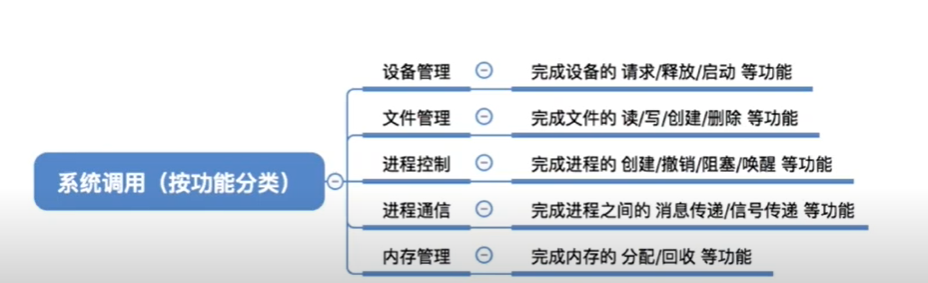 设备管理 完成设备的 请求/释放/启动 等功能
文件管理 完成文件的 读/写/创建/删除 等功能
系统调用（按功能分类） 进程控制 完成进程的 创建/撤销/阻塞/唤醒 等功能
进程通信 完成进程之间的 消息传递/信号传递 等功能
内存管理 完成内存的 分配/回收 等功能